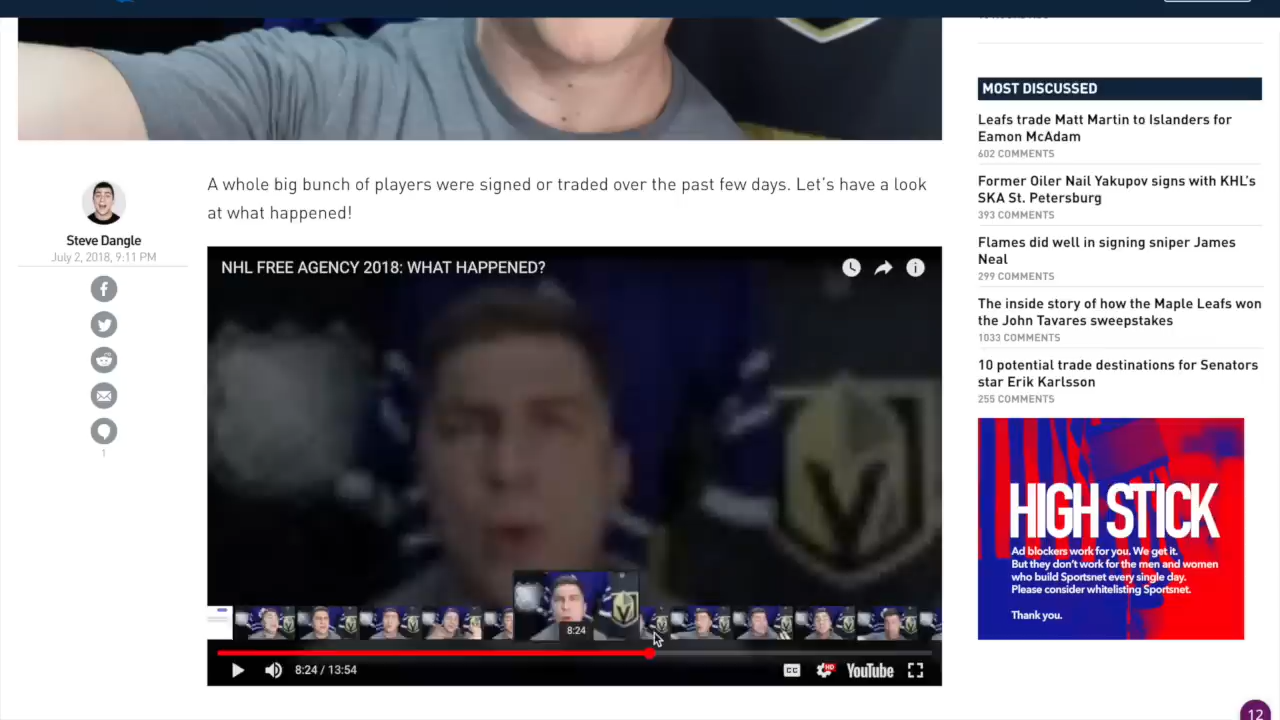 MOST DISCUSSED
Leafs trade Matt Martin to Islanders for
Eamon McAdam
602 COMMENTS
Former Oiler Nail Yakupov signs with KHL's
SKA St. Petersburg
393 COMMENTS
Flames did well in signing sniper James
Neal
299 COMMENTS
The inside story of how the Maple Leafs won
the John Tavares sweepstakes
1033 COMMENTS
10 potential trade destinations for Senators
star Erik Karlsson
255 COMMENTS
A whole big bunch of players were signed or traded over the past few days. Let's have a look
at what happened!
Steve Dangle
July 2, 2018, 9:11 PM
1
NHL FREE AGENCY 2018: WHAT HAPPENED?
8:24
8:24 / 13:54
CC
HD
YouTube
HIGH STICK
Ad blockers work for you. We get it.
But they don't work for the men and women
who build Sportsnet every single day.
Please consider whitelisting Sportsnet.
Thank you.
12